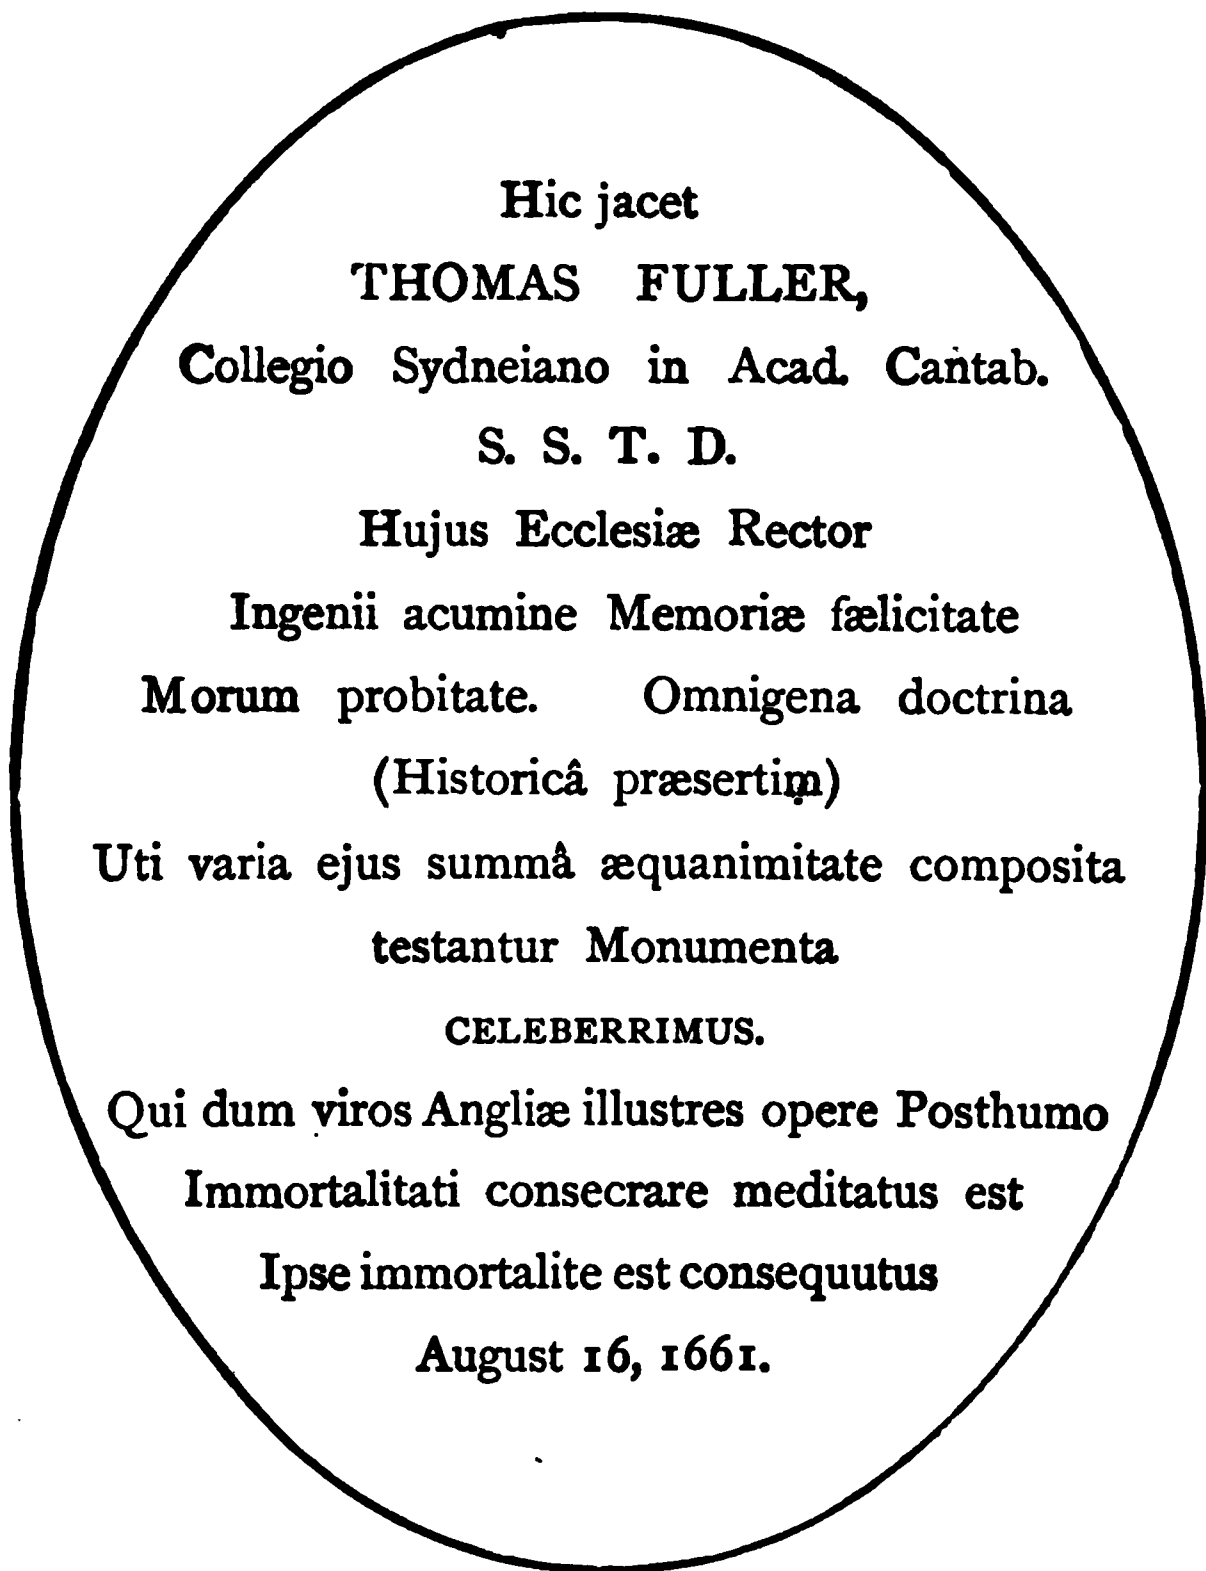 Hic jacet
THOMAS FULLER,
Collegio Sydneiano in Acad. Cantab.
S. S. T. D.
Hujus Ecclesiæ Rector
Ingenii acumine Memoriæ fælicitate
Morum probitate. Omnigena doctrina
(Historicâ præsertim)
Uti varia ejus summâ æquanimitate composita
testantur Monumenta
CELEBERRIMUS.
Qui dum viros Angliæ illustres opere Posthumo
Immortalitati consecrare meditatus est
Ipse immortalite est consequutus
August 16, 1661.